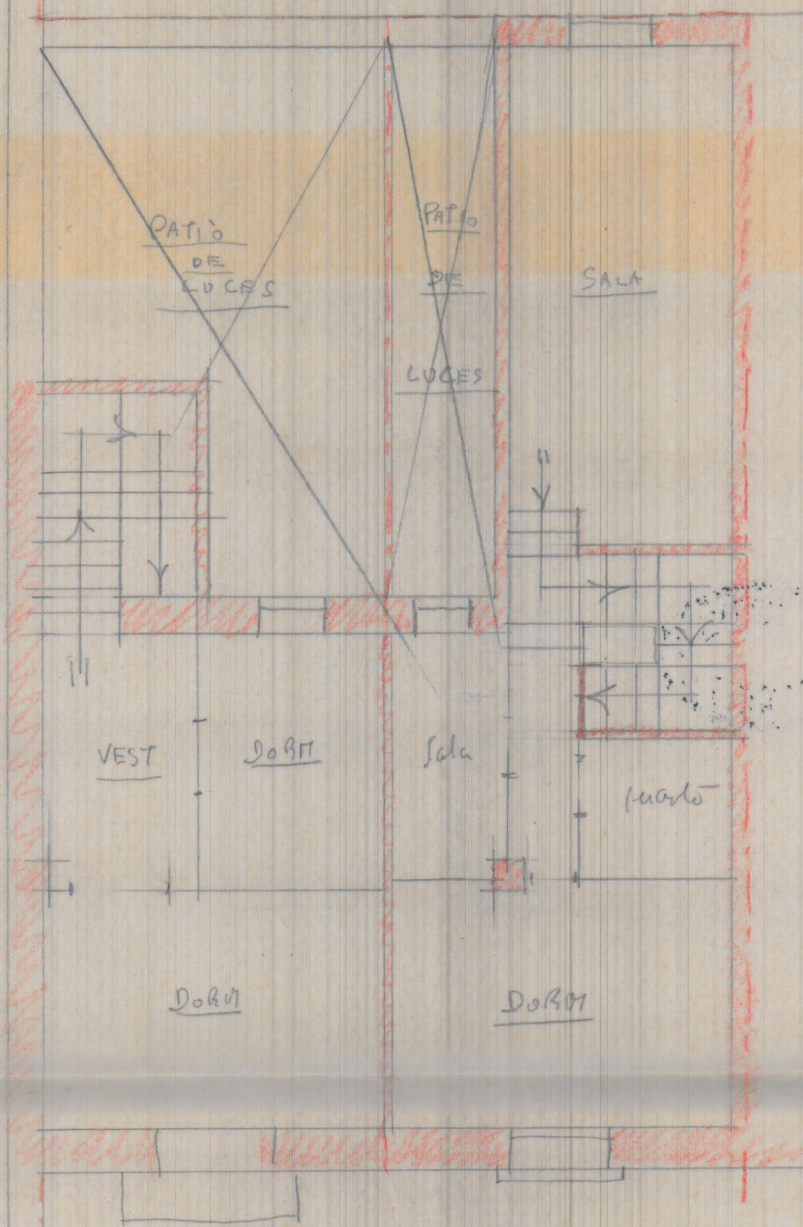 PATIO
DE
LUCES
PATIO
DE
LUCES
SALA
VEST
DORM
Sala
DORM
DORM